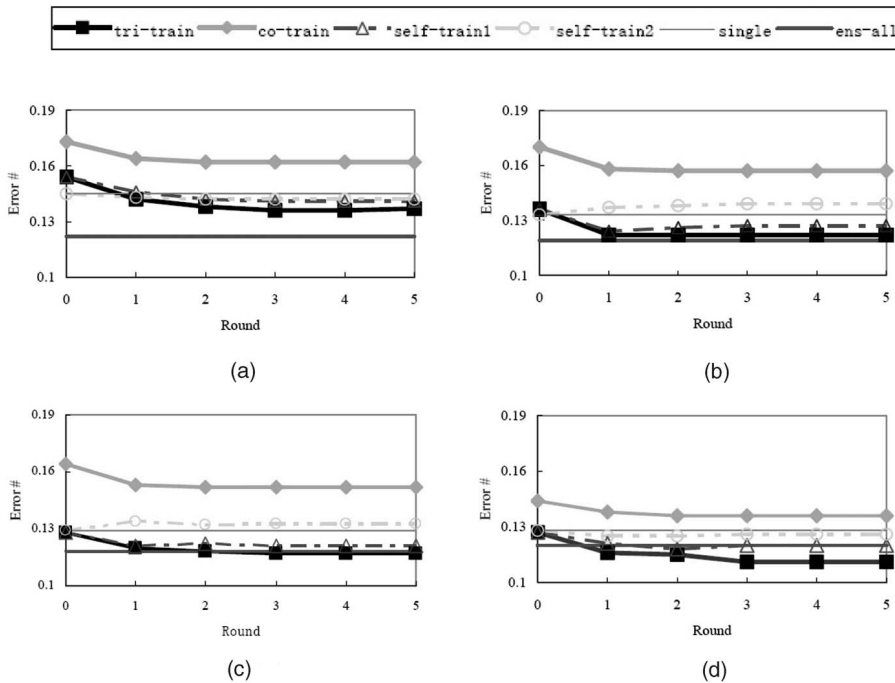 tri-train co-train self-train1 self-train2 single ens-all
0.19
0.16
0.13
0.1
Error #
0 1 2 3 4 5
Round
(a)
0.19
0.16
0.13
0.1
Error #
0 1 2 3 4 5
Round
(b)
0.19
0.16
0.13
0.1
Error #
0 1 2 3 4 5
Round
(c)
0.19
0.16
0.13
0.1
Error #
0 1 2 3 4 5
Round
(d)